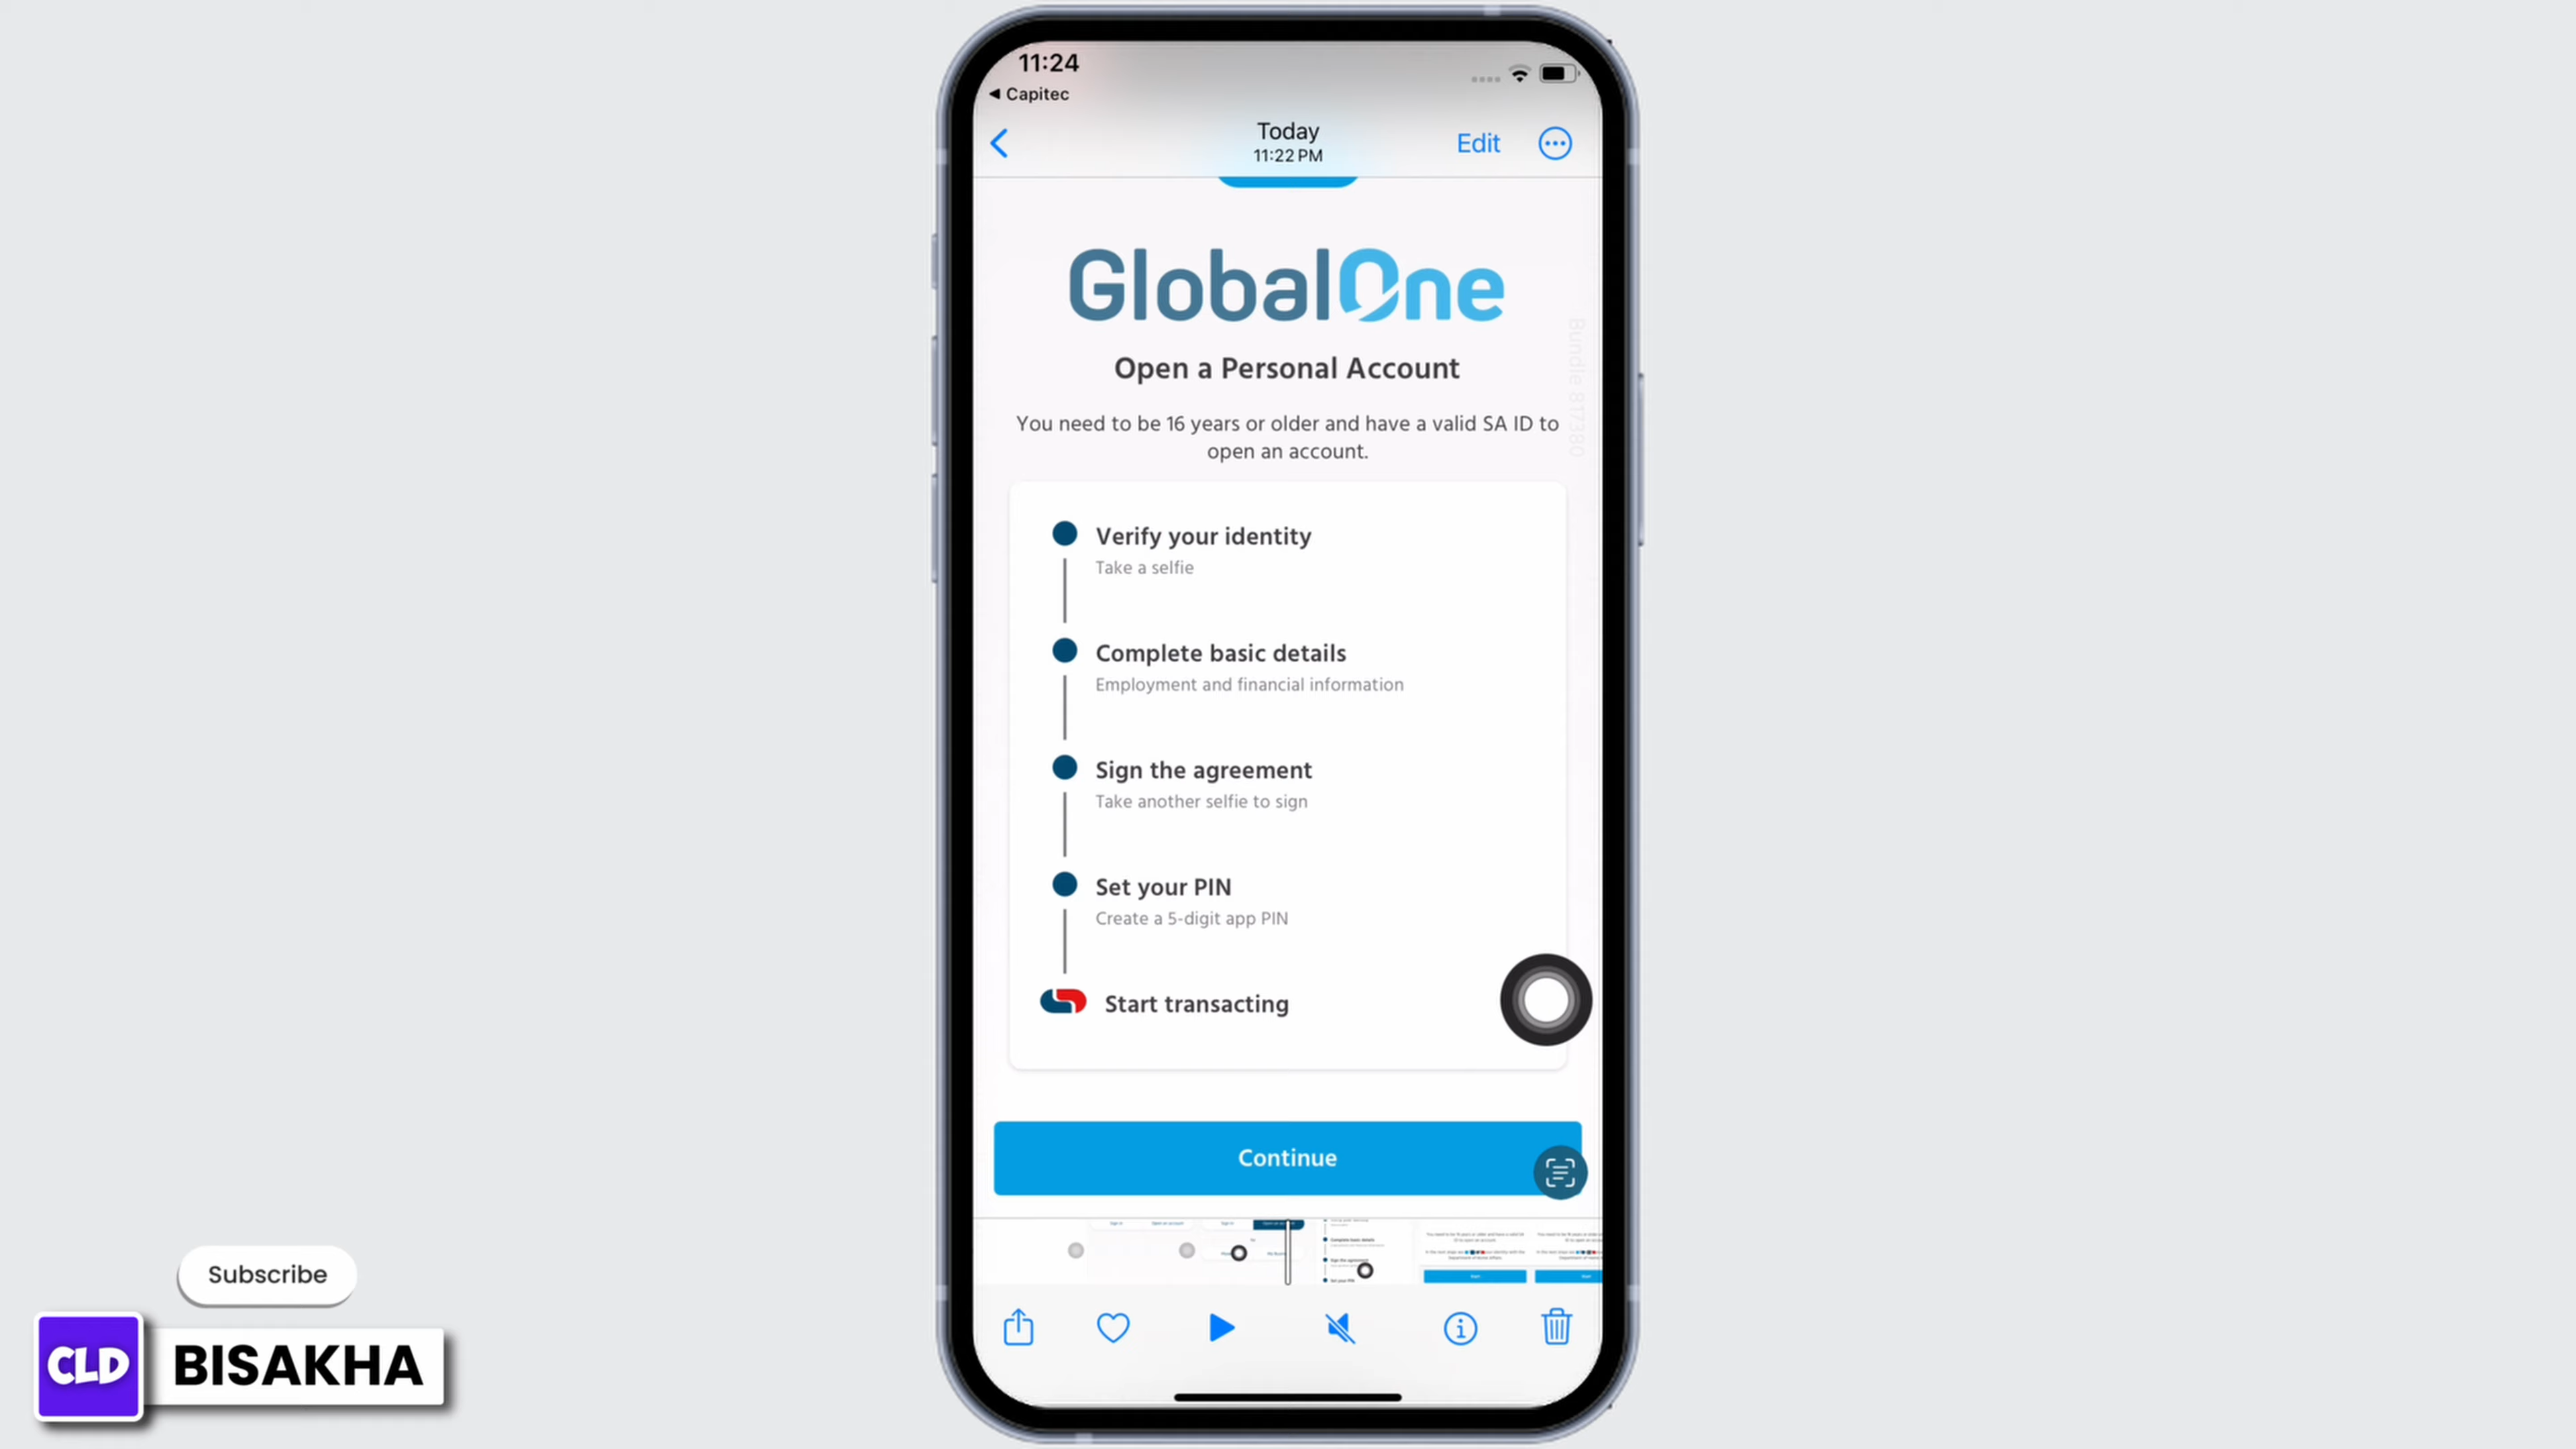 11:24
Capitec
Today
11:22 PM
Edit
GlobalOne
Open a Personal Account
You need to be 16 years or older and have a valid SA ID to
open an account.
Bundle 817380
Verify your identity
Take a selfie
Complete basic details
Employment and financial information
Sign the agreement
Take another selfie to sign
Set your PIN
Create a 5-digit app PIN
Start transacting
Continue
Subscribe
CLD
BISAKHA